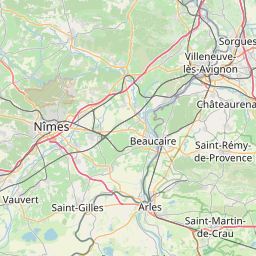 Sorgues
Villeneuve-
lès-Avignon
Châteaurena
Nîmes
Beaucaire
Saint-Rémy-
de-Provence
Vauvert
Saint-Gilles
Arles
Saint-Martin-
de-Crau